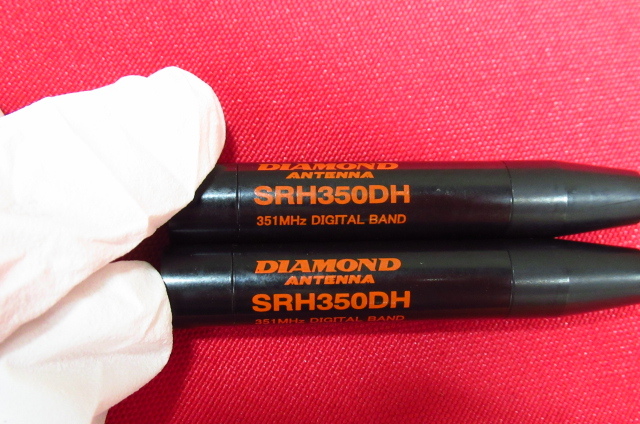 DIAMOND
ANTENNA
SRH350DH
351MHz DIGITAL BAND
DIAMOND
ANTENNA
SRH350DH
351MHz DIGITAL BAND